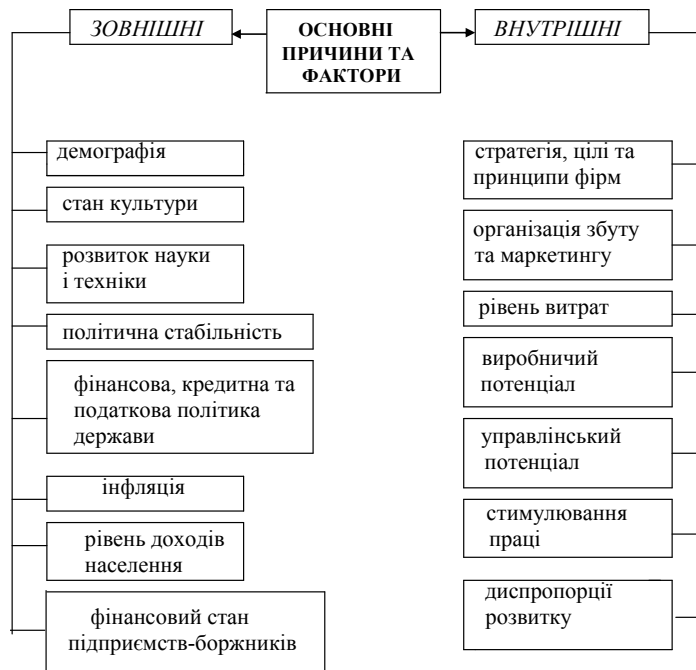 ЗОВНІШНІ
ОСНОВНІ
ПРИЧИНИ ТА
ФАКТОРИ
ВНУТРІШНІ
демографія
стан культури
розвиток науки
і техніки
політична стабільність
фінансова, кредитна та
податкова політика
держави
інфляція
рівень доходів
населення
фінансовий стан
підприємств-боржників
стратегія, цілі та
принципи фірм
організація збуту
та маркетингу
рівень витрат
виробничий
потенціал
управлінський
потенціал
стимулювання
праці
диспропорції
розвитку